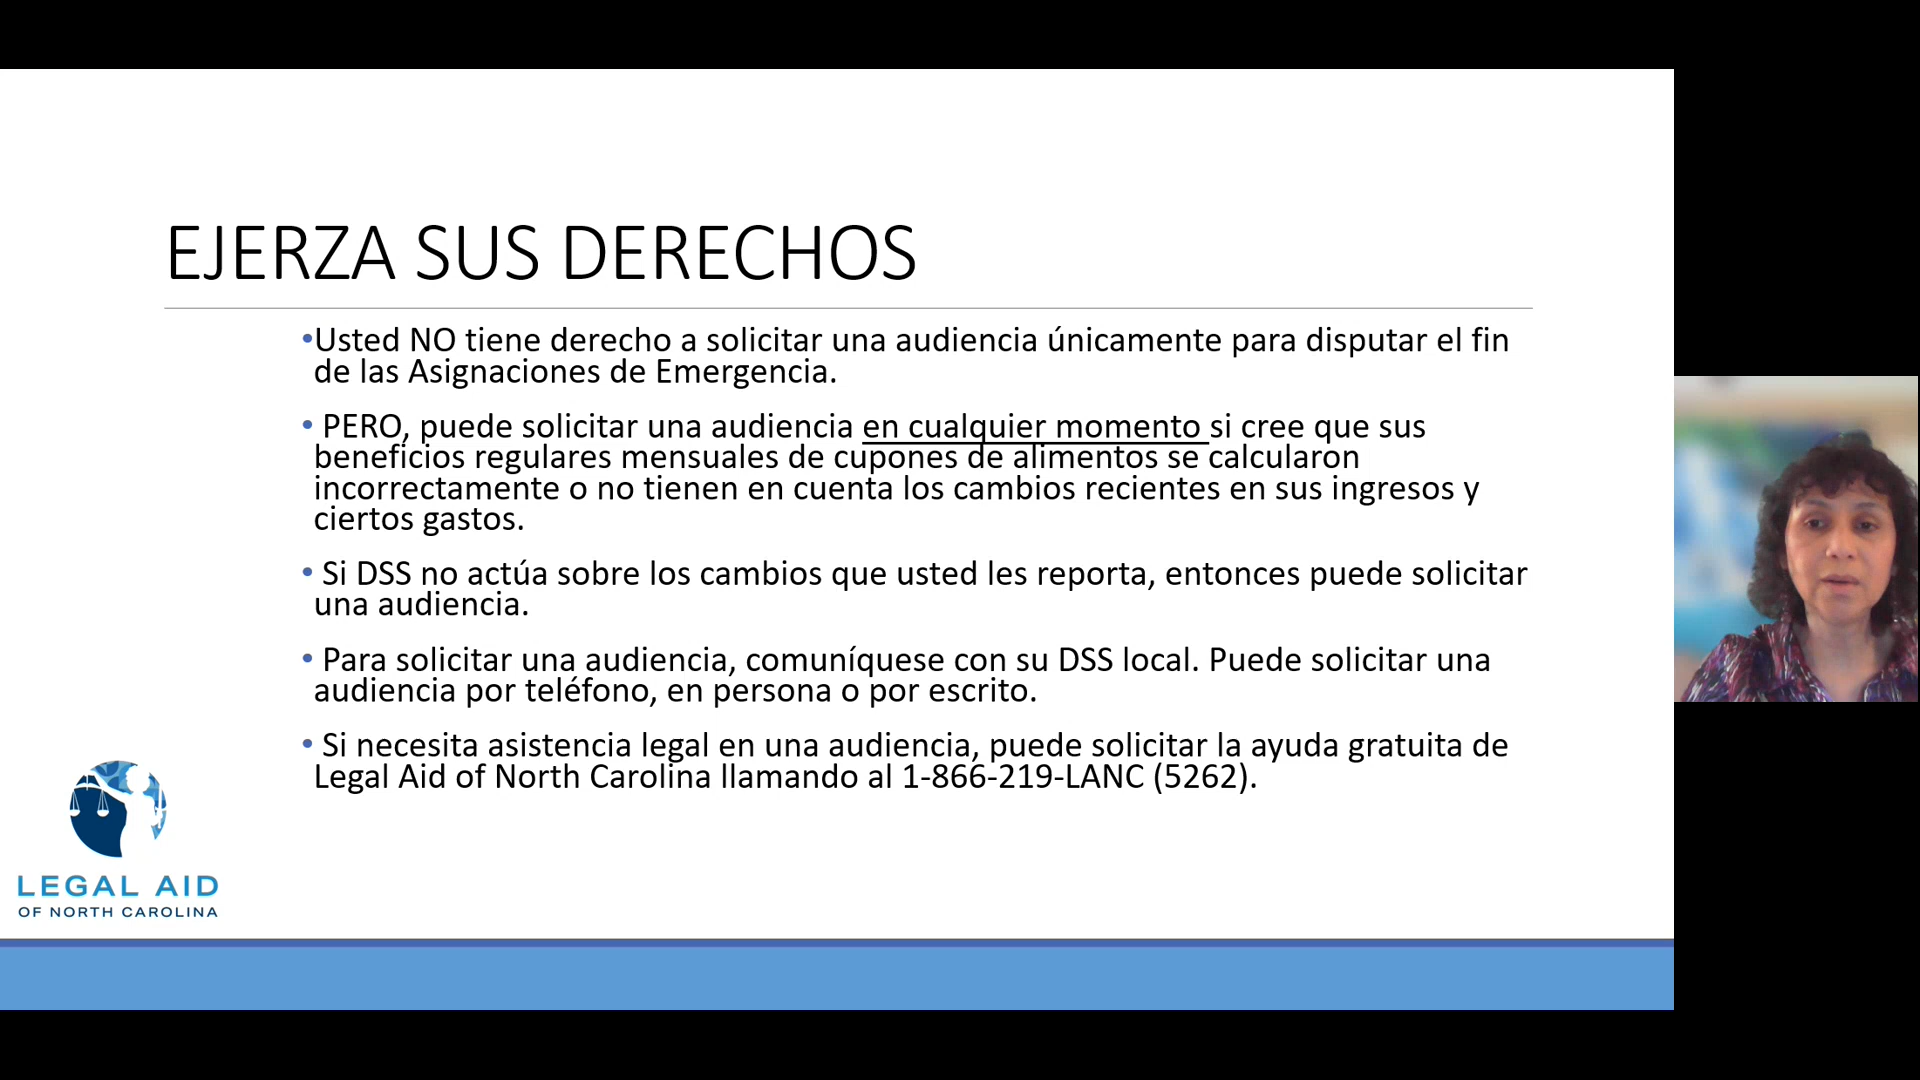 EJERZA SUS DERECHOS
•Usted NO tiene derecho a solicitar una audiencia únicamente para disputar el fin
de las Asignaciones de Emergencia.
• PERO, puede solicitar una audiencia en cualquier momento si cree que sus
beneficios regulares mensuales de cupones de alimentos se calcularon
incorrectamente o no tienen en cuenta los cambios recientes en sus ingresos y
ciertos gastos.
• Si DSS no actúa sobre los cambios que usted les reporta, entonces puede solicitar
una audiencia.
• Para solicitar una audiencia, comuníquese con su DSS local. Puede solicitar una
audiencia por teléfono, en persona o por escrito.
• Si necesita asistencia legal en una audiencia, puede solicitar la ayuda gratuita de
Legal Aid of North Carolina llamando al 1-866-219-LANC (5262).
LEGAL AID
OF NORTH CAROLINA